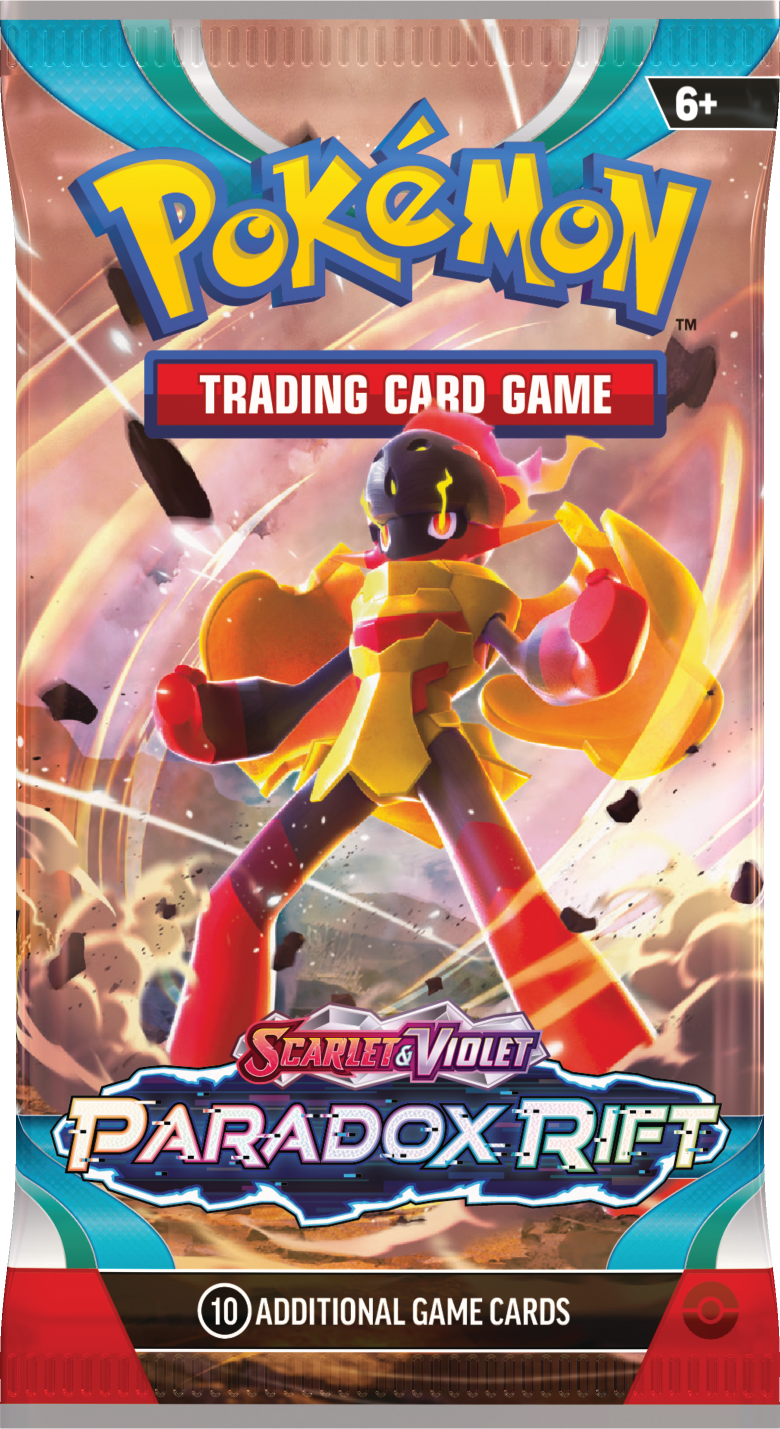 6+
POKéMON
TM
TRADING CARD GAME
SCARLET & VIOLET
PARADOX RIFT
10 ADDITIONAL GAME CARDS